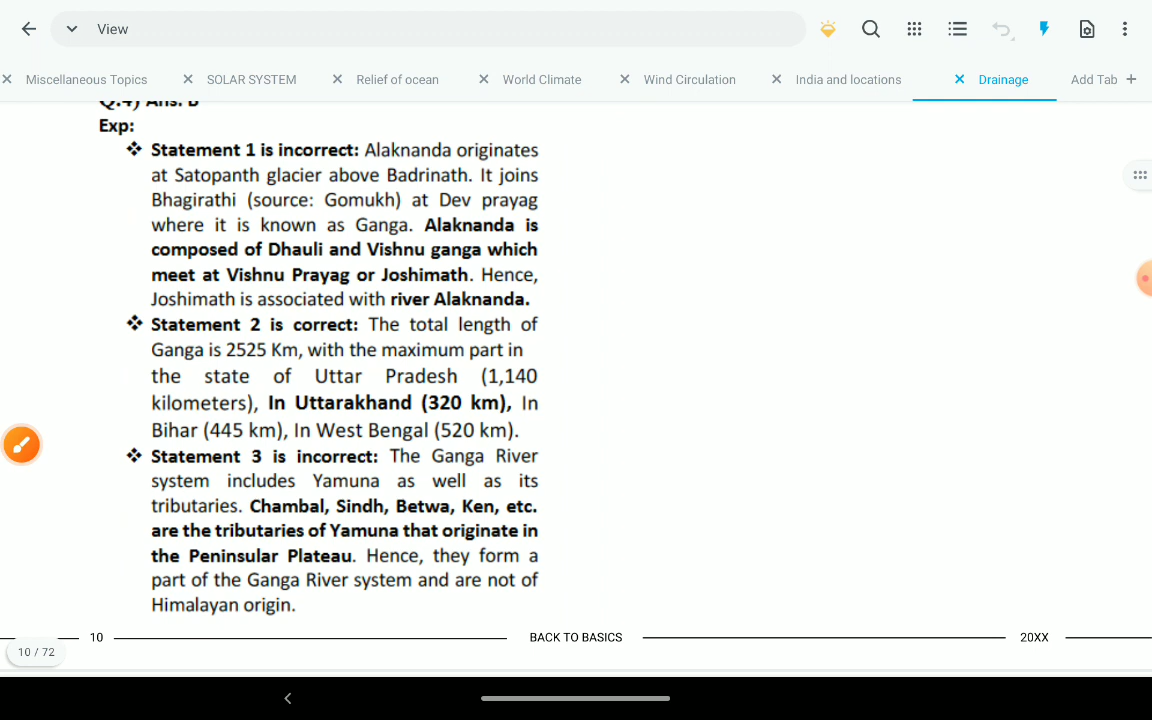 View
Miscellaneous Topics
SOLAR SYSTEM
Relief of ocean
World Climate
Wind Circulation
India and locations
Drainage
Add Tab +
Q.4) Ans: B
Exp:
❖ Statement 1 is incorrect: Alaknanda originates
at Satopanth glacier above Badrinath. It joins
Bhagirathi (source: Gomukh) at Dev prayag
where it is known as Ganga. Alaknanda is
composed of Dhauli and Vishnu ganga which
meet at Vishnu Prayag or Joshimath. Hence,
Joshimath is associated with river Alaknanda.
❖ Statement 2 is correct: The total length of
Ganga is 2525 Km, with the maximum part in
the state of Uttar Pradesh (1,140
kilometers), In Uttarakhand (320 km), In
Bihar (445 km), In West Bengal (520 km).
❖ Statement 3 is incorrect: The Ganga River
system includes Yamuna as well as its
tributaries. Chambal, Sindh, Betwa, Ken, etc.
are the tributaries of Yamuna that originate in
the Peninsular Plateau. Hence, they form a
part of the Ganga River system and are not of
Himalayan origin.
10
BACK TO BASICS
20XX
10 / 72